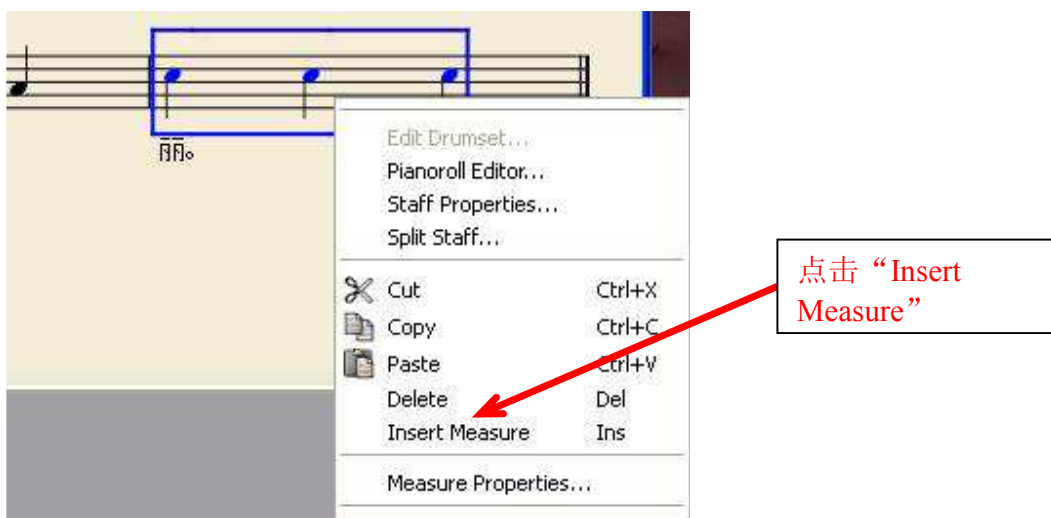 丽。
Edit Drumset...
Pianoroll Editor...
Staff Properties...
Split Staff...
Cut Ctrl+X
Copy Ctrl+C
Paste Ctrl+V
Delete Del
Insert Measure Ins
Measure Properties...
点击“Insert
Measure”